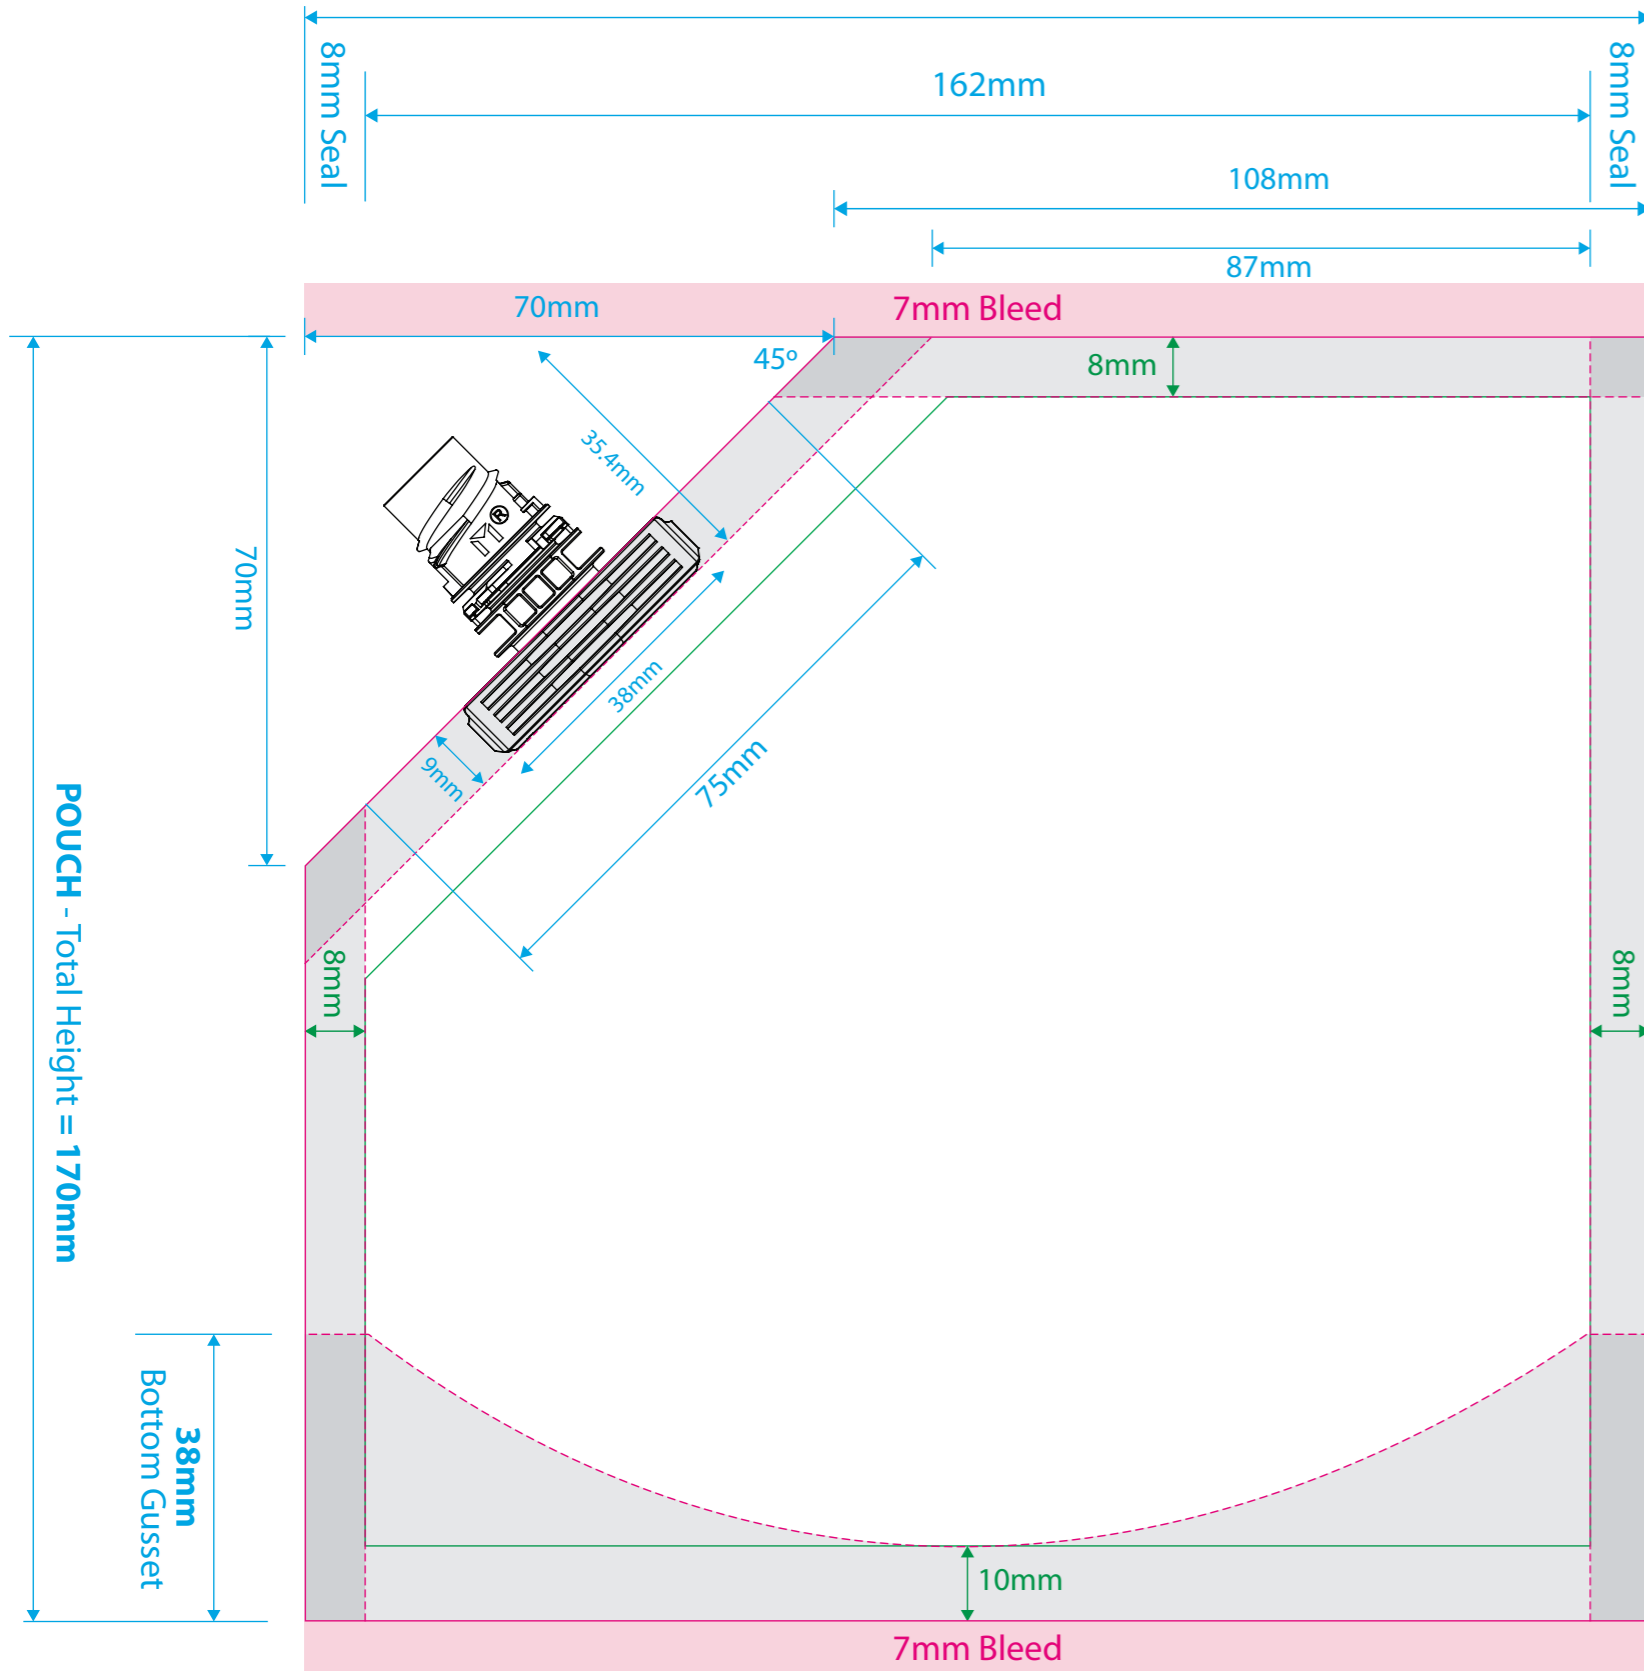 8mm Seal
8mm Seal
162mm
108mm
87mm
7mm Bleed
70mm
45º
8mm
35.4mm
®
70mm
38mm
9mm
75mm
POUCH - Total Height = 170mm
8mm
8mm
38mm
Bottom Gusset
10mm
7mm Bleed